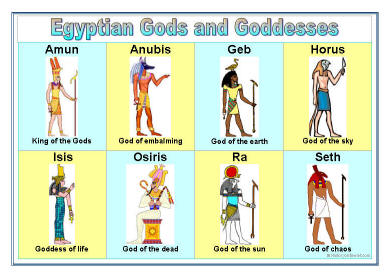 Egyptian Gods and Goddesses
Amun
Anubis
Geb
Horus
King of the Gods
God of embalming
God of the earth
God of the sky
Isis
Osiris
Ra
Seth
Goddess of life
God of the dead
God of the sun
God of chaos